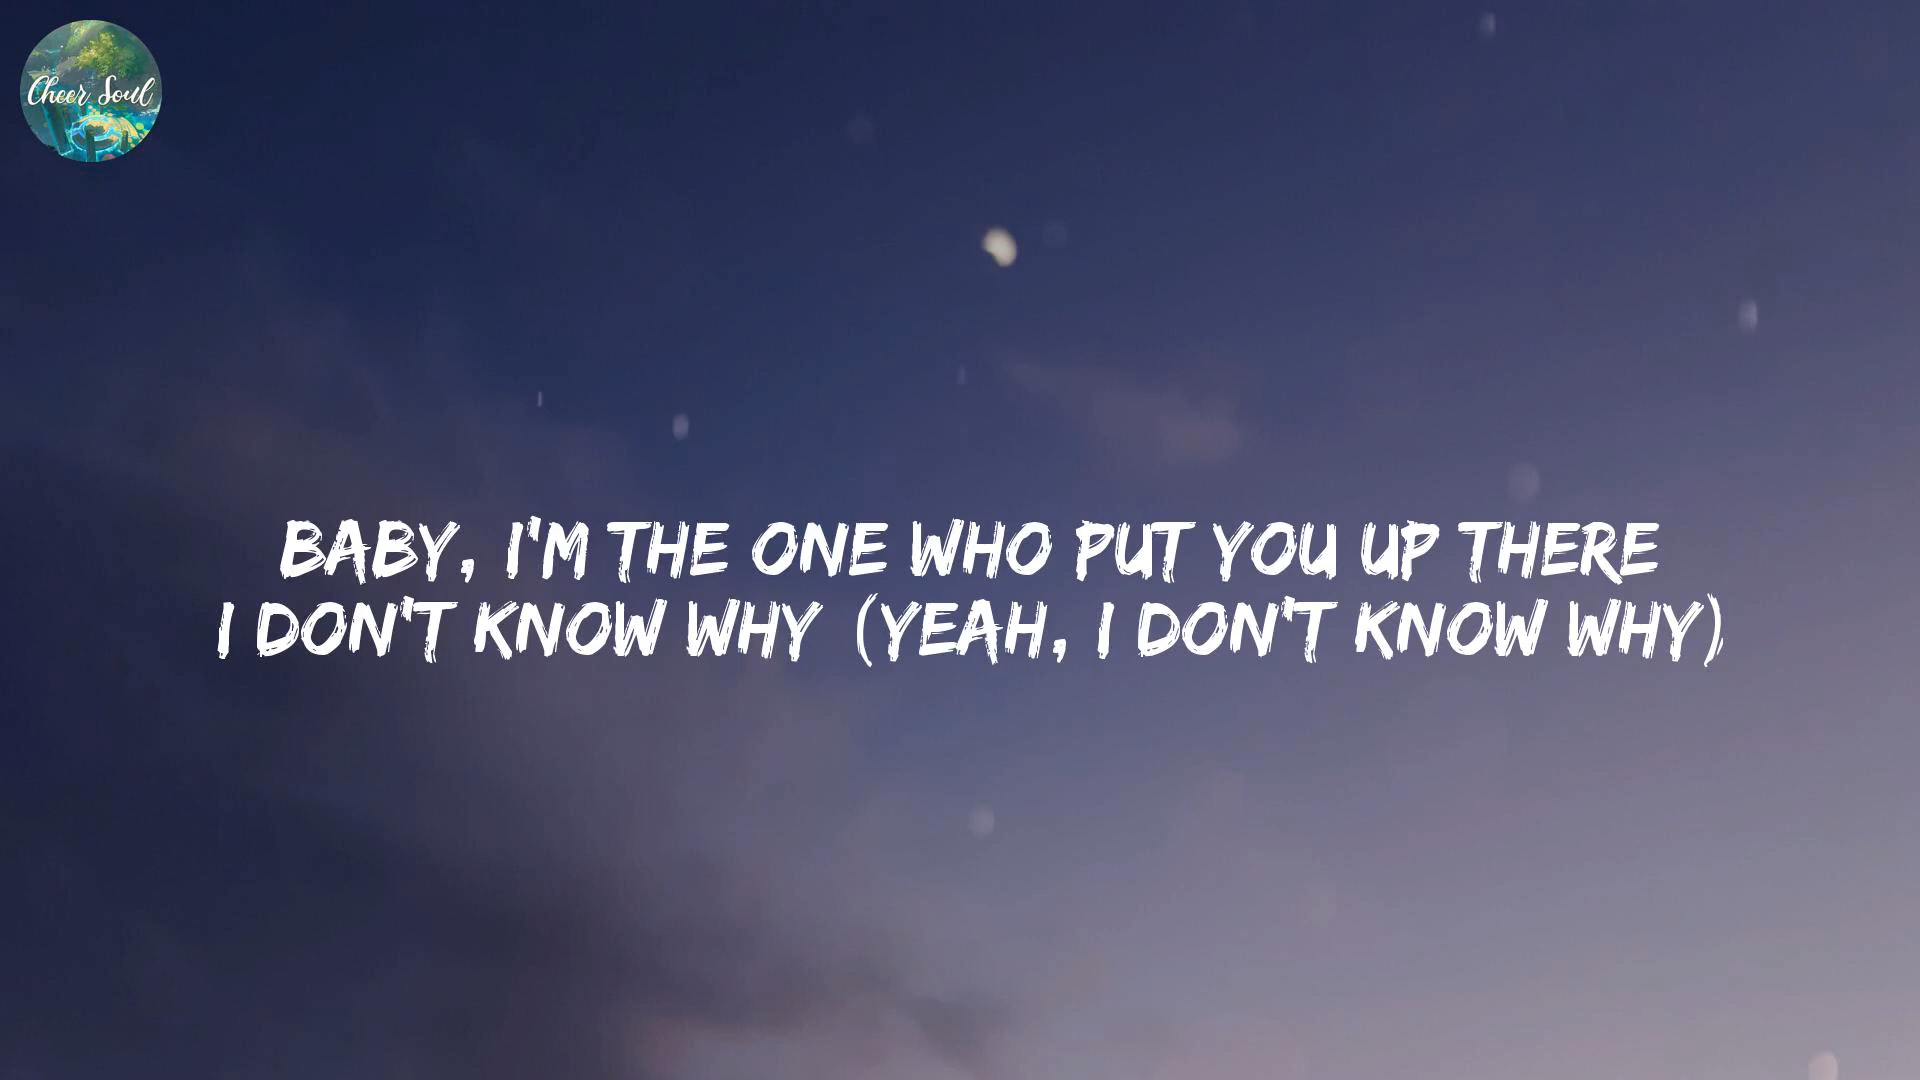 Cheer Soul
BABY, I'M THE ONE WHO PUT YOU UP THERE
I DON'T KNOW WHY (YEAH, I DON'T KNOW WHY)